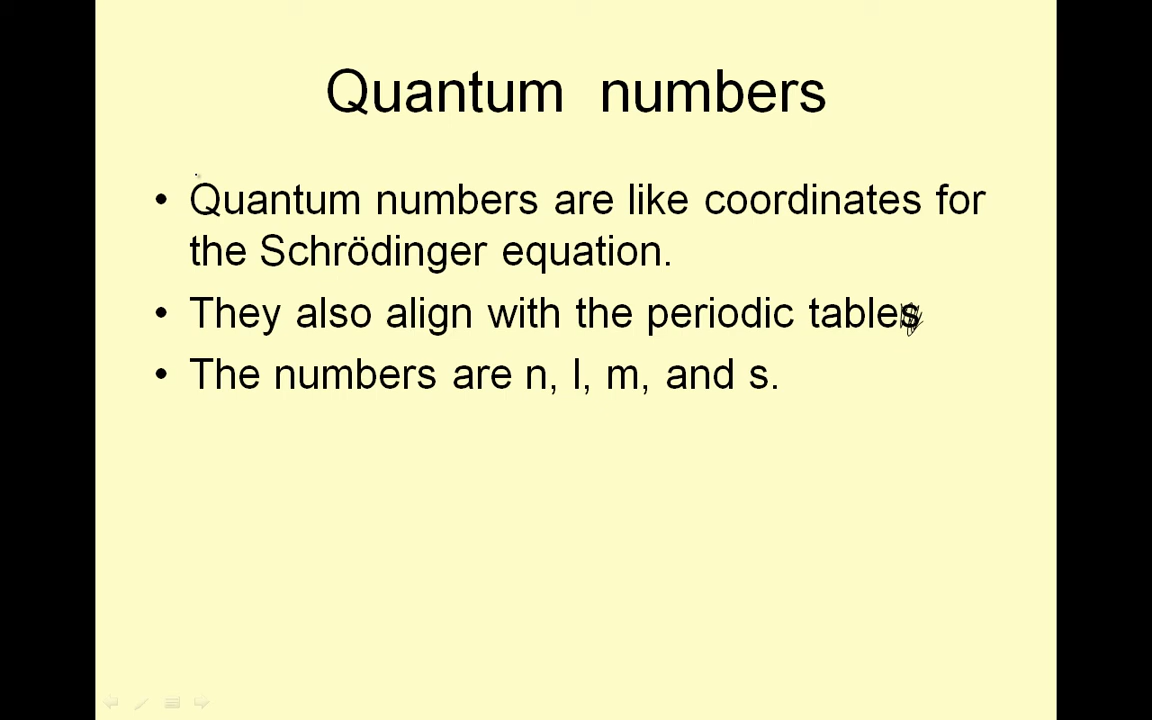 Quantum numbers
• Quantum numbers are like coordinates for
the Schrödinger equation.
• They also align with the periodic tables
• The numbers are n, l, m, and s.